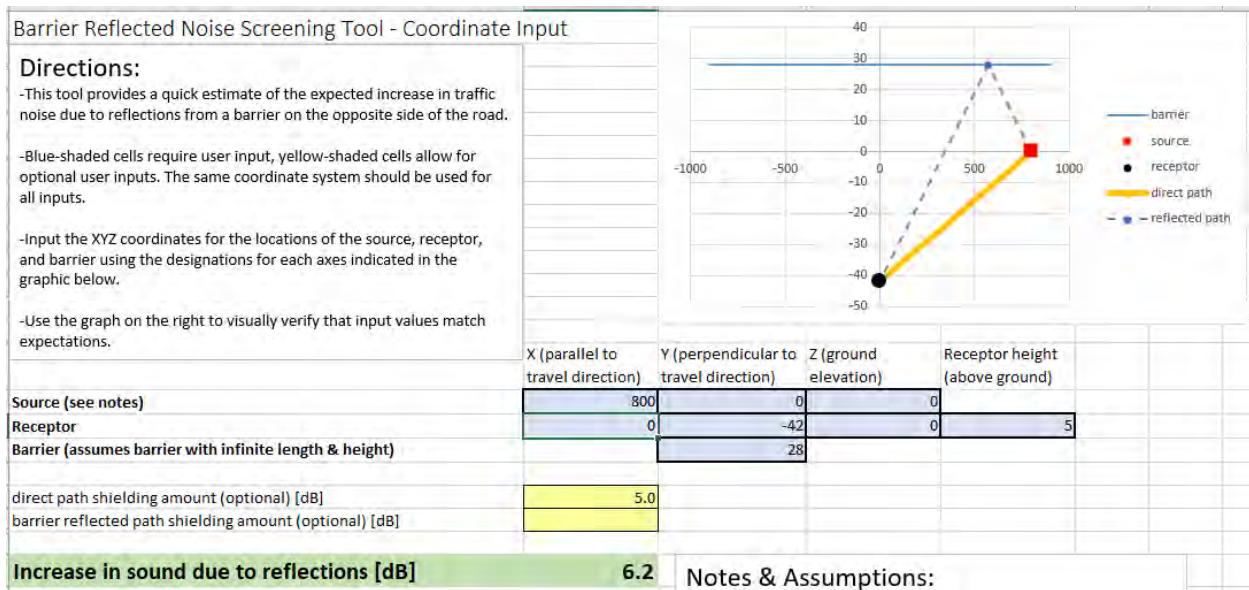 Barrier Reflected Noise Screening Tool - Coordinate Input
Directions:
-This tool provides a quick estimate of the expected increase in traffic
noise due to reflections from a barrier on the opposite side of the road.
-Blue-shaded cells require user input, yellow-shaded cells allow for
optional user inputs. The same coordinate system should be used for
all inputs.
-Input the XYZ coordinates for the locations of the source, receptor,
and barrier using the designations for each axes indicated in the
graphic below.
-Use the graph on the right to visually verify that input values match
expectations.
40
30
20
10
0
-10
-20
-30
-40
-50
-1000 -500 0 500 1000
barrier
source
receptor
direct path
reflected path
X (parallel to travel direction)
Y (perpendicular to travel direction)
Z (ground elevation)
Receptor height (above ground)
Source (see notes) 800 0 0
Receptor 0 -42 0 5
Barrier (assumes barrier with infinite length & height) 28
direct path shielding amount (optional) [dB] 5.0
barrier reflected path shielding amount (optional) [dB]
Increase in sound due to reflections [dB] 6.2
Notes & Assumptions: